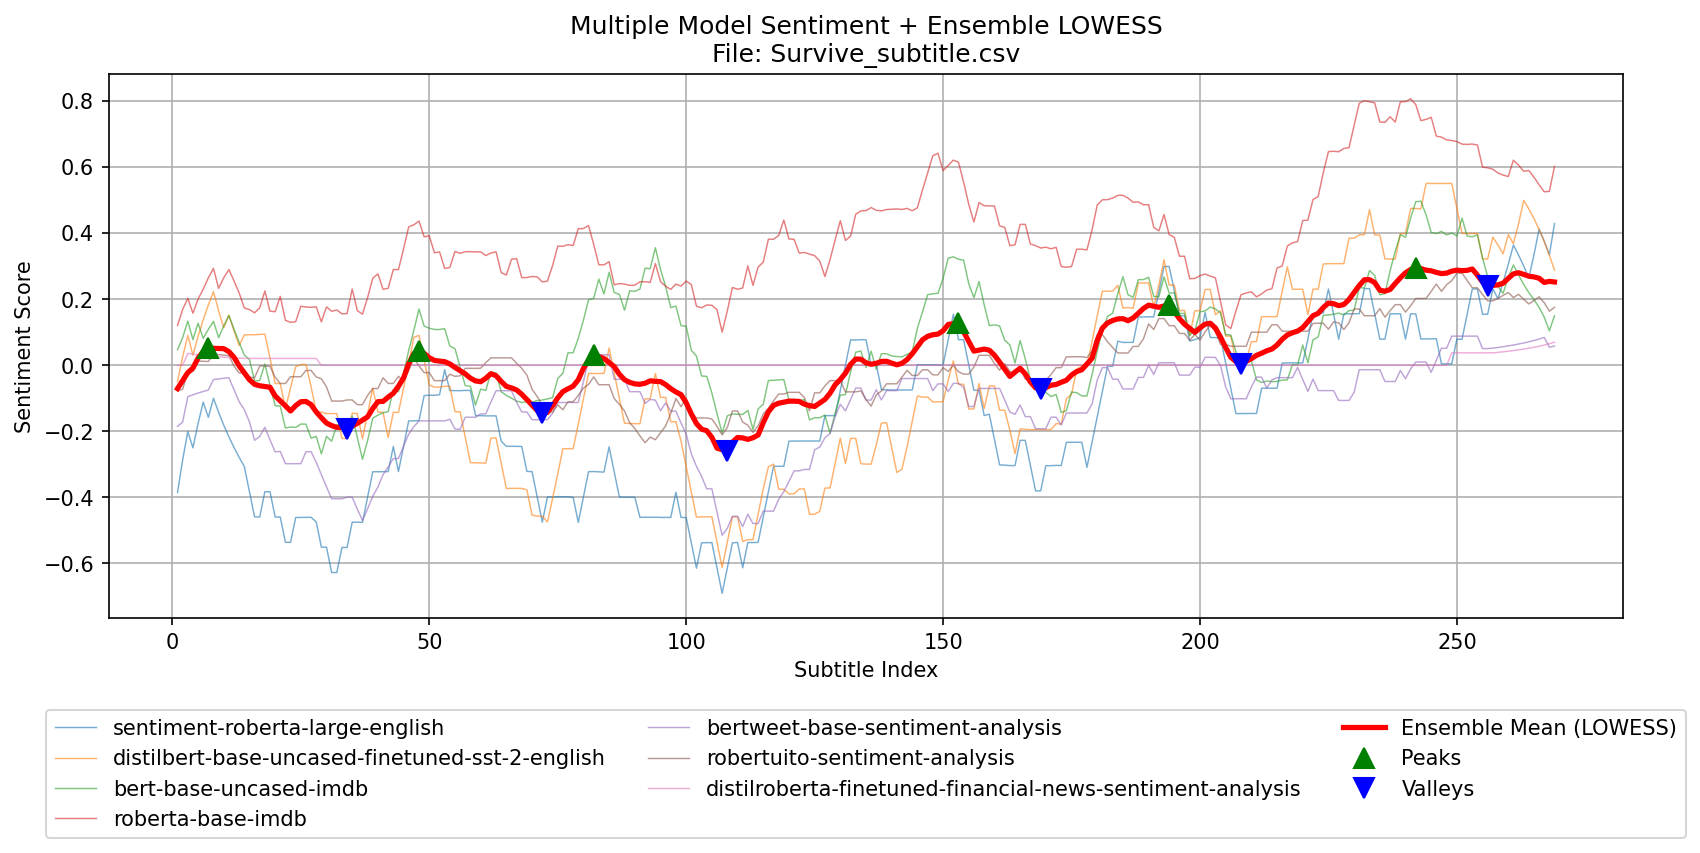 Multiple Model Sentiment + Ensemble LOWESS
File: Survive_subtitle.csv
Sentiment Score
0.8
0.6
0.4
0.2
0.0
−0.2
−0.4
−0.6
0
50
100
150
200
250
Subtitle Index
sentiment-roberta-large-english
distilbert-base-uncased-finetuned-sst-2-english
bert-base-uncased-imdb
roberta-base-imdb
bertweet-base-sentiment-analysis
robertuito-sentiment-analysis
distilroberta-finetuned-financial-news-sentiment-analysis
Ensemble Mean (LOWESS)
Peaks
Valleys